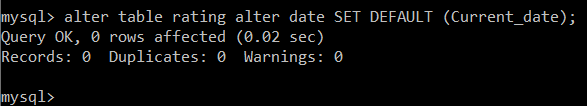 mysql> alter table rating alter date SET DEFAULT (Current_date);
Query OK, 0 rows affected (0.02 sec)
Records: 0  Duplicates: 0  Warnings: 0
mysql>